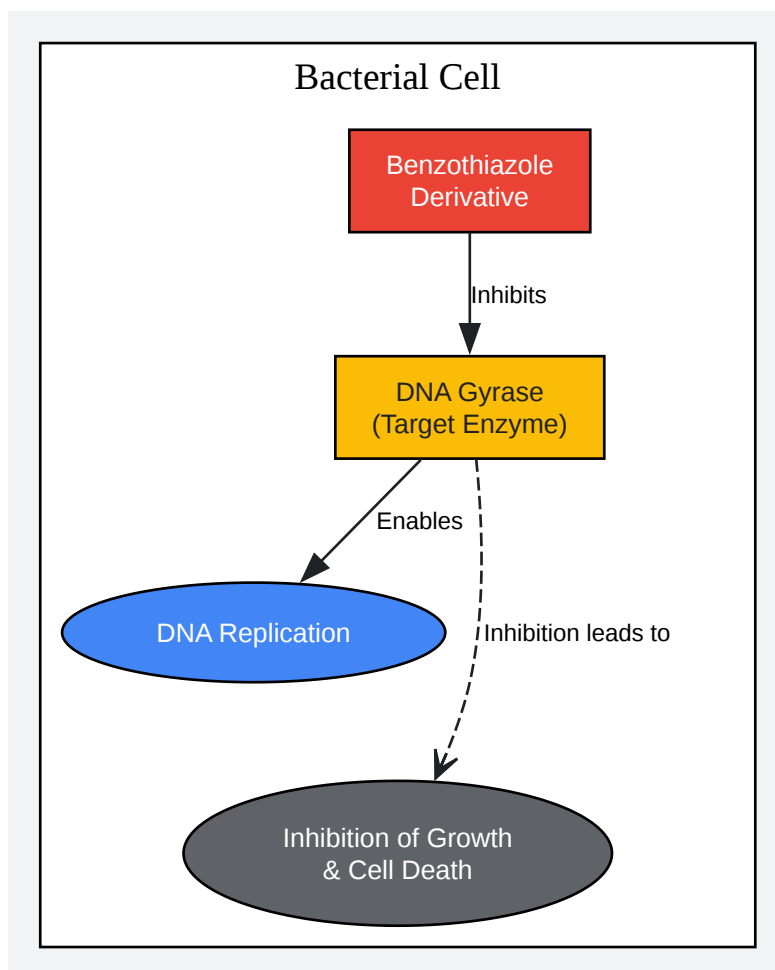 Bacterial Cell
Benzothiazole
Derivative
Inhibits
DNA Gyrase
(Target Enzyme)
Enables
DNA Replication
Inhibition leads to
Inhibition of Growth
& Cell Death